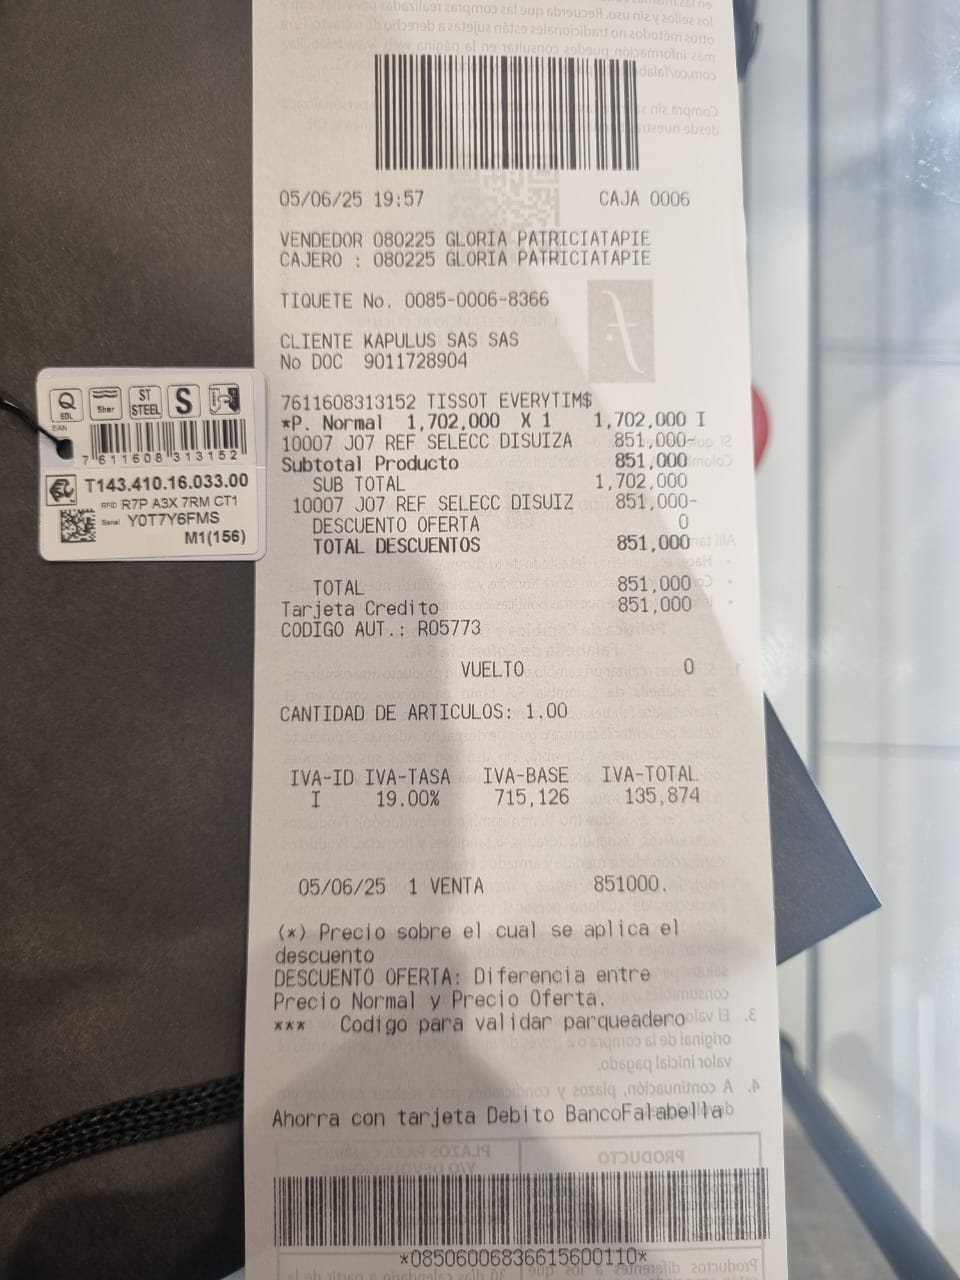 05/06/25 19:57 CAJA 0006
VENDEDOR 080225 GLORIA PATRICIATAPIE
CAJERO : 080225 GLORIA PATRICIATAPIE
TIQUETE No. 0085-0006-8366
CLIENTE KAPULUS SAS SAS
No DOC 9011728904
7611608313152 TISSOT EVERYTIM$
*P. Normal 1,702,000 X 1 1,702,000 I
10007 J07 REF SELECC DISUIZA 851,000-
Subtotal Producto 851,000
SUB TOTAL 1,702,000
10007 J07 REF SELECC DISUIZ 851,000-
DESCUENTO OFERTA 0
TOTAL DESCUENTOS 851,000
TOTAL 851,000
Tarjeta Credito 851,000
CODIGO AUT.: R05773
VUELTO 0
CANTIDAD DE ARTICULOS: 1.00
IVA-ID IVA-TASA IVA-BASE IVA-TOTAL
I 19.00% 715,126 135,874
05/06/25 1 VENTA 851000.
(*) Precio sobre el cual se aplica el
descuento
DESCUENTO OFERTA: Diferencia entre
Precio Normal y Precio Oferta.
*** Codigo para validar parqueadero
Ahorra con tarjeta Debito BancoFalabella
*08506006836615600110*
Q EOL 5bar ST STEEL S
EAN
7 611608 313152
T143.410.16.033.00
RFID R7P A3X 7RM CT1
Serial Y0T7Y6FMS
M1(156)